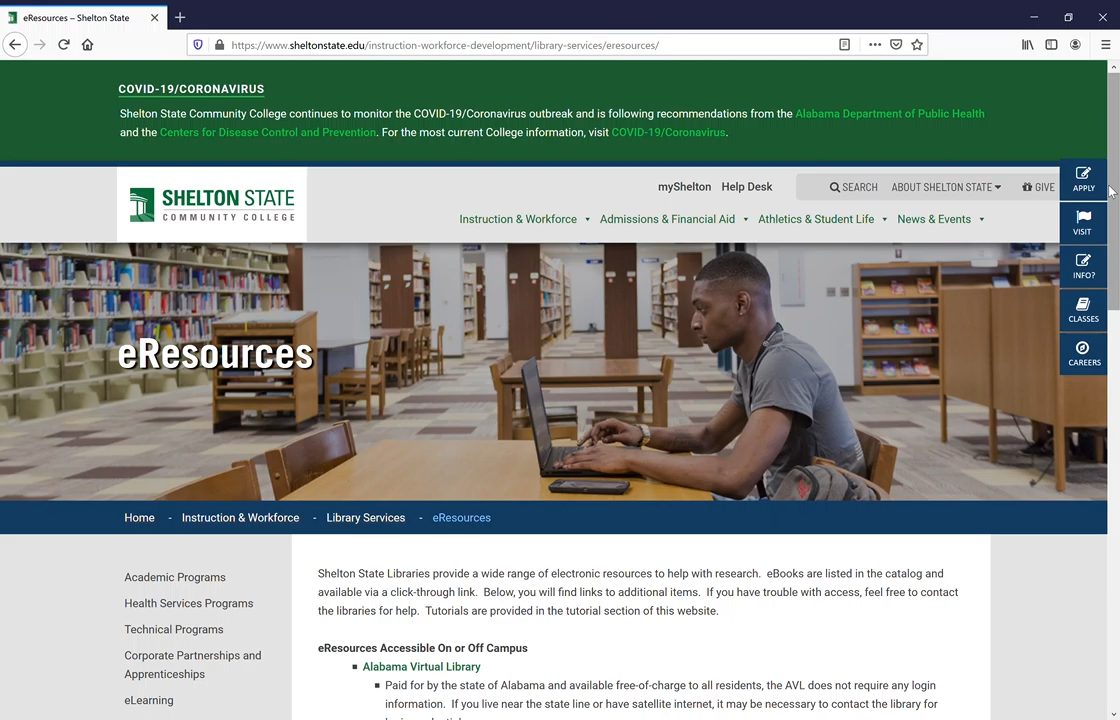 eResources – Shelton State
https://www.sheltonstate.edu/instruction-workforce-development/library-services/eresources/
COVID-19/CORONAVIRUS
Shelton State Community College continues to monitor the COVID-19/Coronavirus outbreak and is following recommendations from the Alabama Department of Public Health
and the Centers for Disease Control and Prevention. For the most current College information, visit COVID-19/Coronavirus.
SHELTON STATE
COMMUNITY COLLEGE
myShelton Help Desk SEARCH ABOUT SHELTON STATE GIVE
Instruction & Workforce Admissions & Financial Aid Athletics & Student Life News & Events
APPLY
VISIT
INFO?
CLASSES
CAREERS
eResources
Home - Instruction & Workforce - Library Services - eResources
Academic Programs
Health Services Programs
Technical Programs
Corporate Partnerships and
Apprenticeships
eLearning
Shelton State Libraries provide a wide range of electronic resources to help with research. eBooks are listed in the catalog and
available via a click-through link. Below, you will find links to additional items. If you have trouble with access, feel free to contact
the libraries for help. Tutorials are provided in the tutorial section of this website.
eResources Accessible On or Off Campus
Alabama Virtual Library
Paid for by the state of Alabama and available free-of-charge to all residents, the AVL does not require any login
information. If you live near the state line or have satellite internet, it may be necessary to contact the library for